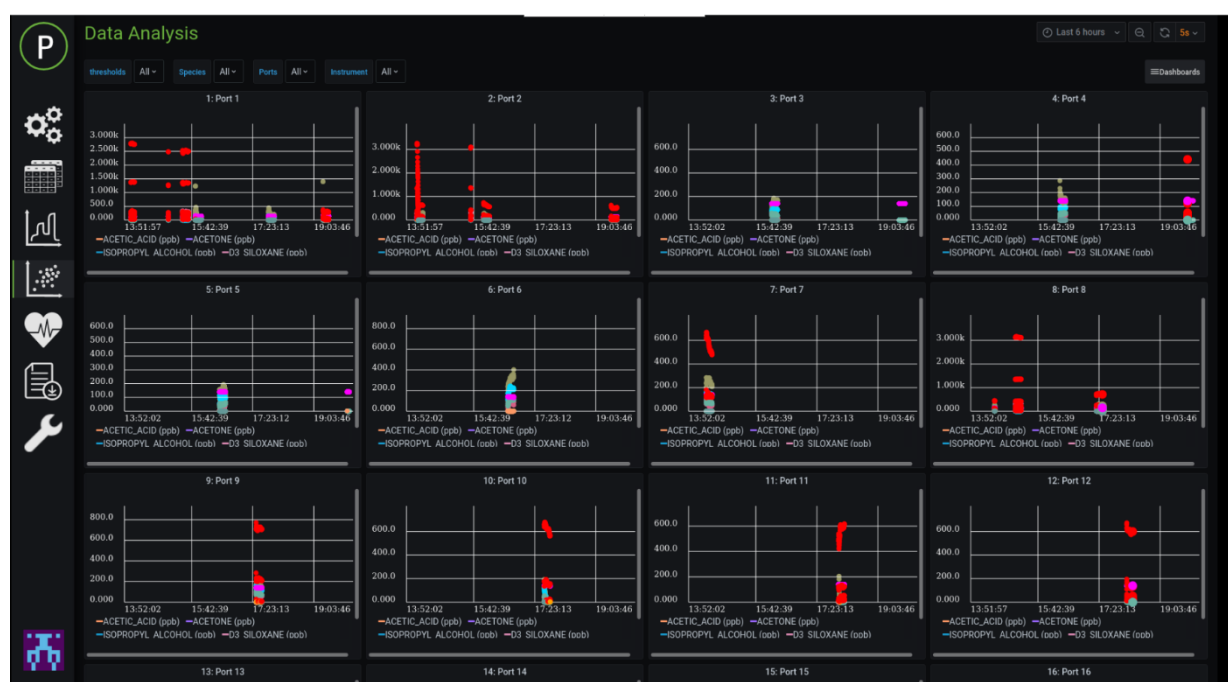 P
Data Analysis
Last 6 hours
5s
thresholds All Species All Ports All Instrument All
Dashboards
1: Port 1
3.000k
2.500k
2.000k
1.500k
1.000k
500.0
0.000
13:51:57 15:42:39 17:23:13 19:03:46
ACETIC_ACID (ppb) ACETONE (ppb)
ISOPROPYL_ALCOHOL (ppb) D3_SILOXANE (ppb)
2: Port 2
3.000k
2.000k
1.000k
0.000
13:51:57 15:42:39 17:23:13 19:03:46
ACETIC_ACID (ppb) ACETONE (ppb)
ISOPROPYL_ALCOHOL (ppb) D3_SILOXANE (ppb)
3: Port 3
600.0
400.0
200.0
0.000
13:52:02 15:42:39 17:23:13 19:03:46
ACETIC_ACID (ppb) ACETONE (ppb)
ISOPROPYL_ALCOHOL (ppb) D3_SILOXANE (ppb)
4: Port 4
600.0
500.0
400.0
300.0
200.0
100.0
0.000
13:52:02 15:42:39 17:23:13 19:03:46
ACETIC_ACID (ppb) ACETONE (ppb)
ISOPROPYL_ALCOHOL (ppb) D3_SILOXANE (ppb)
5: Port 5
600.0
500.0
400.0
300.0
200.0
100.0
0.000
13:52:02 15:42:39 17:23:13 19:03:46
ACETIC_ACID (ppb) ACETONE (ppb)
ISOPROPYL_ALCOHOL (ppb) D3_SILOXANE (ppb)
6: Port 6
800.0
600.0
400.0
200.0
0.000
13:52:02 15:42:39 17:23:13 19:03:46
ACETIC_ACID (ppb) ACETONE (ppb)
ISOPROPYL_ALCOHOL (ppb) D3_SILOXANE (ppb)
7: Port 7
600.0
400.0
200.0
0.000
13:52:02 15:42:39 17:23:13 19:03:46
ACETIC_ACID (ppb) ACETONE (ppb)
ISOPROPYL_ALCOHOL (ppb) D3_SILOXANE (ppb)
8: Port 8
3.000k
2.000k
1.000k
0.000
13:52:02 15:42:39 17:23:13 19:03:46
ACETIC_ACID (ppb) ACETONE (ppb)
ISOPROPYL_ALCOHOL (ppb) D3_SILOXANE (ppb)
9: Port 9
800.0
600.0
400.0
200.0
0.000
13:52:02 15:42:39 17:23:13 19:03:46
ACETIC_ACID (ppb) ACETONE (ppb)
ISOPROPYL_ALCOHOL (ppb) D3_SILOXANE (ppb)
10: Port 10
600.0
400.0
200.0
0.000
13:52:02 15:42:39 17:23:13 19:03:46
ACETIC_ACID (ppb) ACETONE (ppb)
ISOPROPYL_ALCOHOL (ppb) D3_SILOXANE (ppb)
11: Port 11
600.0
400.0
200.0
0.000
13:52:02 15:42:39 17:23:13 19:03:46
ACETIC_ACID (ppb) ACETONE (ppb)
ISOPROPYL_ALCOHOL (ppb) D3_SILOXANE (ppb)
12: Port 12
600.0
400.0
200.0
0.000
13:51:57 15:42:39 17:23:13 19:03:46
ACETIC_ACID (ppb) ACETONE (ppb)
ISOPROPYL_ALCOHOL (ppb) D3_SILOXANE (ppb)
13: Port 13
14: Port 14
15: Port 15
16: Port 16